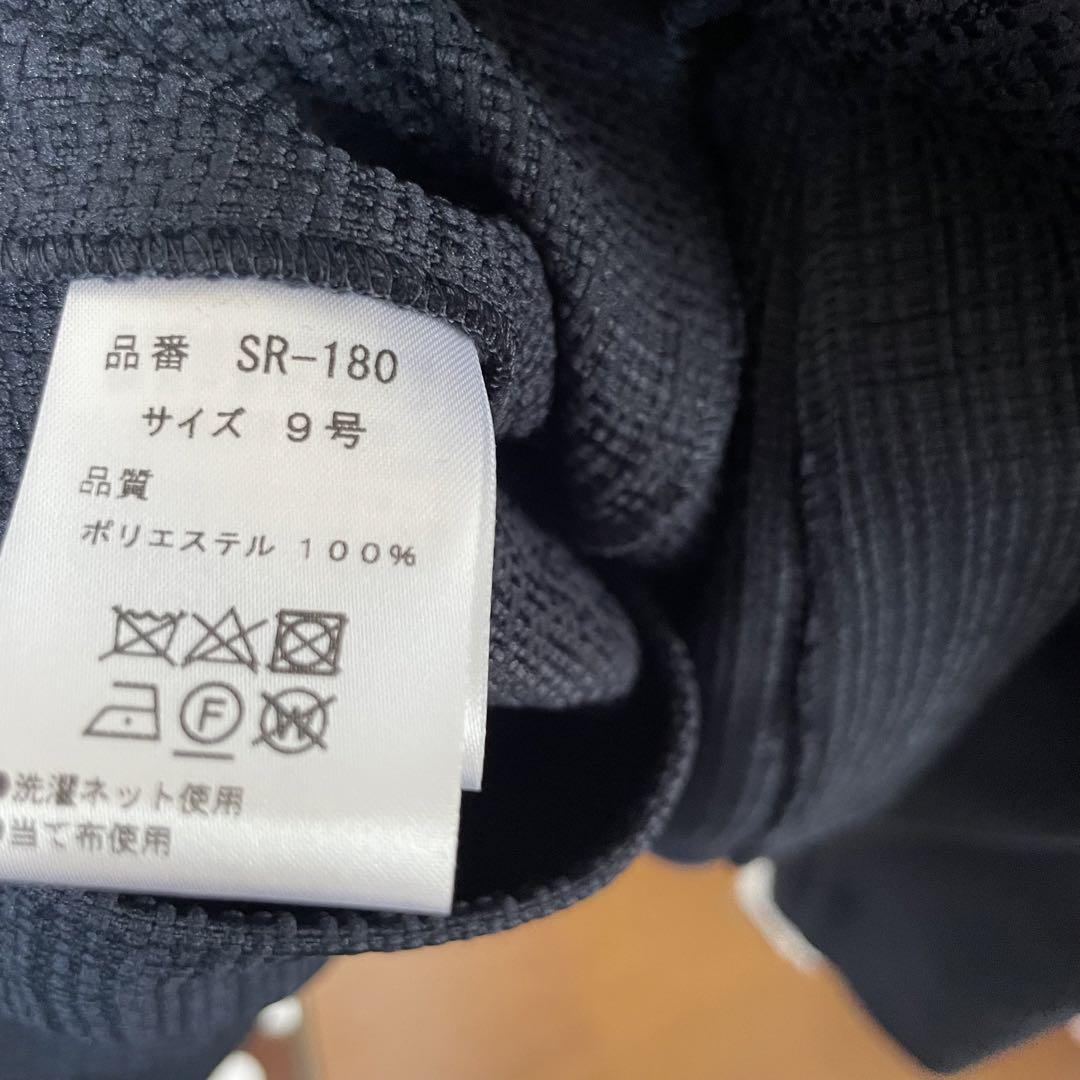 品番 SR-180
サイズ 9号
品質
ポリエステル 100%
F W
●洗濯ネット使用
●当て布使用